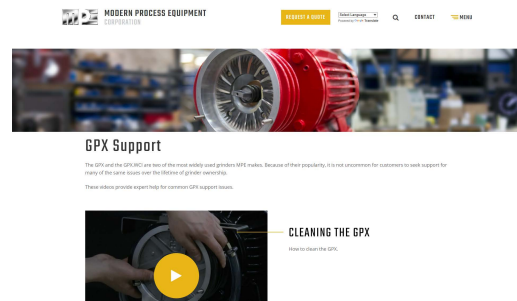 MPE MODERN PROCESS EQUIPMENT
CORPORATION
REQUEST A QUOTE
Select Language
Powered by Google Translate
CONTACT
MENU
GPX Support
The GPX and the GPX.WCI are two of the most widely used grinders MPE makes. Because of their popularity, it is not uncommon for customers to seek support for
many of the same issues over the lifetime of grinder ownership.
These videos provide expert help for common GPX support issues.
CLEANING THE GPX
How to clean the GPX.